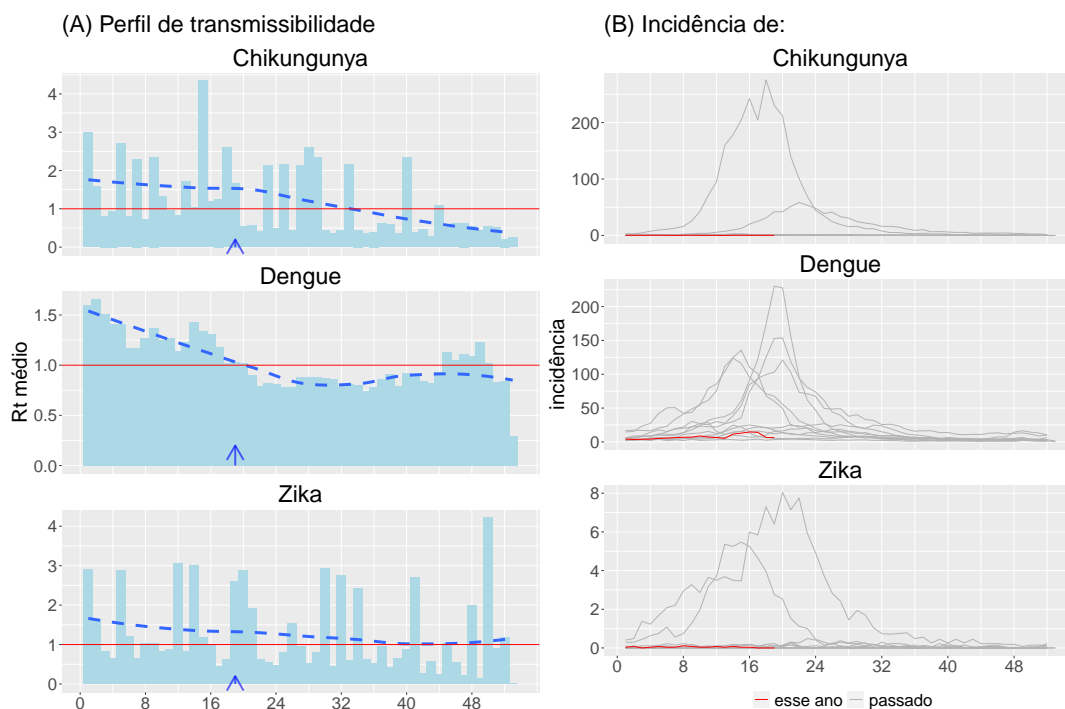 (A) Perfil de transmissibilidade
Chikungunya
4
3
2
1
0
Dengue
1.5
1.0
0.5
0.0
Zika
4
3
2
1
0
0 8 16 24 32 40 48
Rt médio
(B) Incidência de:
Chikungunya
200
100
0
Dengue
200
150
100
50
0
Zika
8
6
4
2
0
0 8 16 24 32 40 48
incidência
esse ano passado